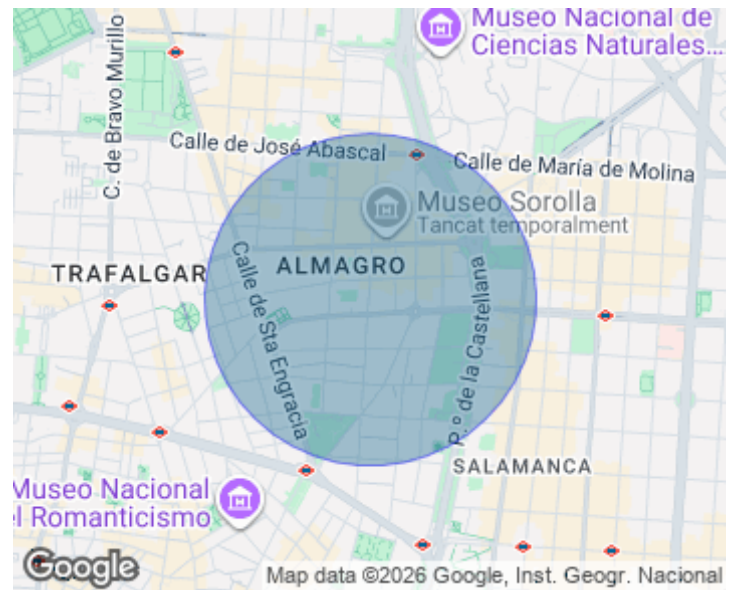 Museo Nacional de
Ciencias Naturales...
C. de Bravo Murillo
Calle de José Abascal
Calle de María de Molina
Museo Sorolla
Tancat temporalment
TRAFALGAR
ALMAGRO
Calle de Sta Engracia
P.º de la Castellana
SALAMANCA
Museo Nacional
el Romanticismo
Google
Map data ©2026 Google, Inst. Geogr. Nacional